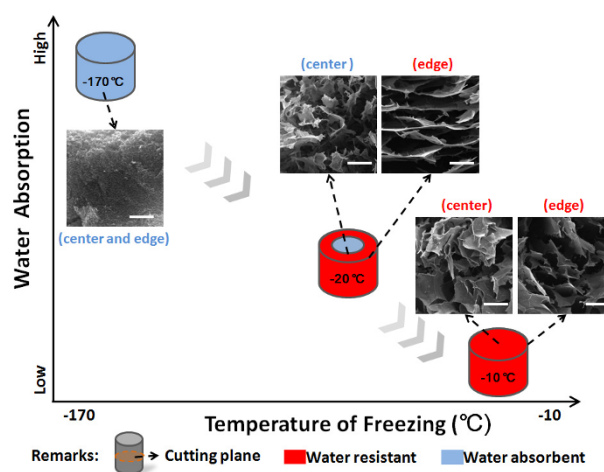 High
Water Absorption
Low
-170℃
(center and edge)
(center)
(edge)
-20℃
(center)
(edge)
-10℃
-170
Temperature of Freezing (℃)
-10
Remarks:
Cutting plane
Water resistant
Water absorbent